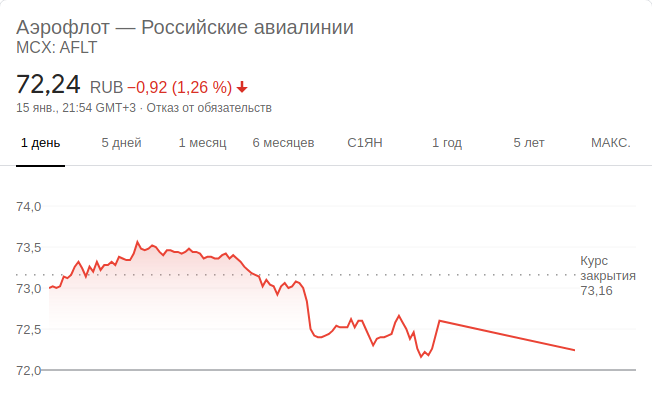 Аэрофлот — Российские авиалинии
MCX: AFLT
72,24 RUB −0,92 (1,26 %)
15 янв., 21:54 GMT+3 · Отказ от обязательств
1 день 5 дней 1 месяц 6 месяцев С1ЯН 1 год 5 лет МАКС.
74,0
73,5
Курс
закрытия
73,16
73,0
72,5
72,0